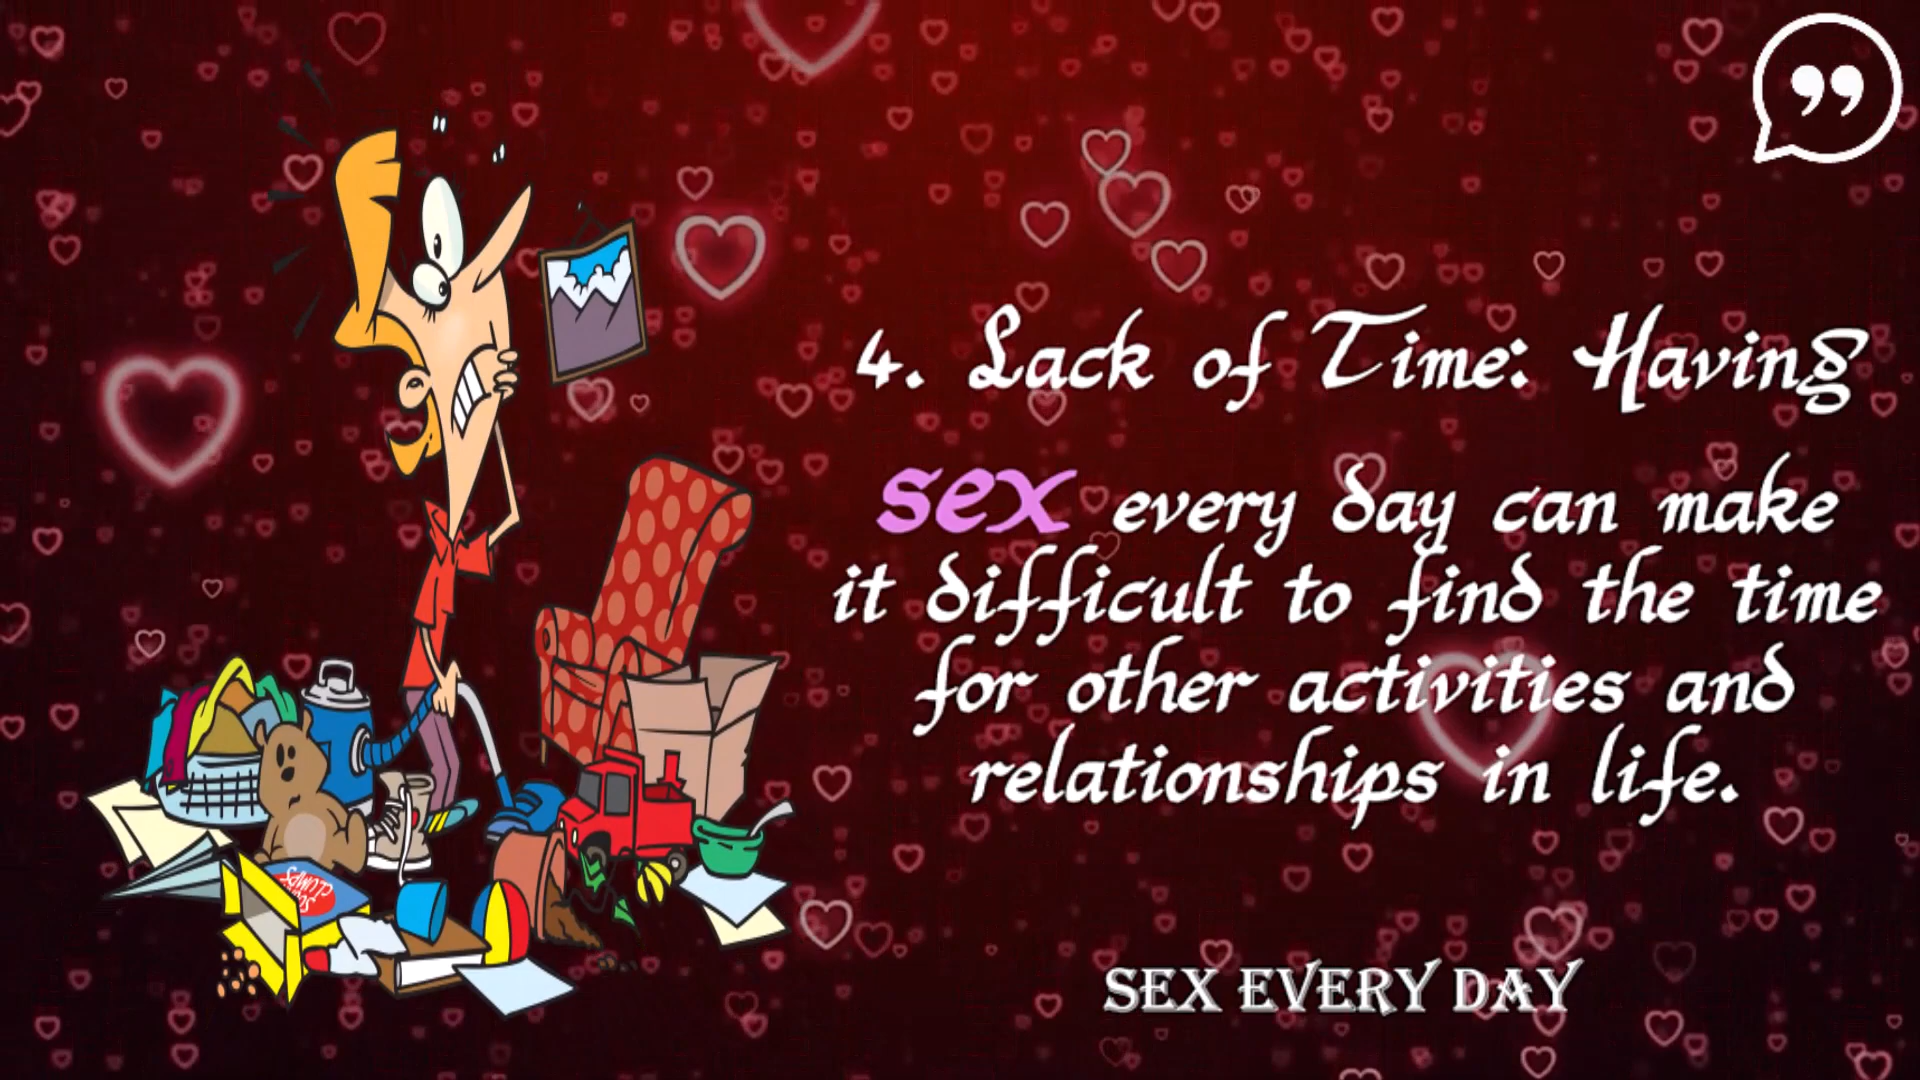 4. Lack of Time: Having
sex every day can make
it difficult to find the time
for other activities and
relationships in life.
SEX EVERY DAY